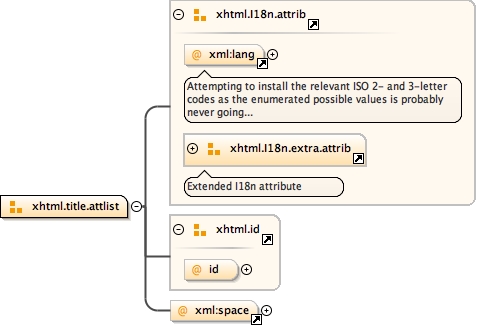 xhtml.I18n.attrib
@ xml:lang
Attempting to install the relevant ISO 2- and 3-letter
codes as the enumerated possible values is probably
never going...
xhtml.I18n.extra.attrib
Extended I18n attribute
xhtml.title.attlist
xhtml.id
@ id
@ xml:space